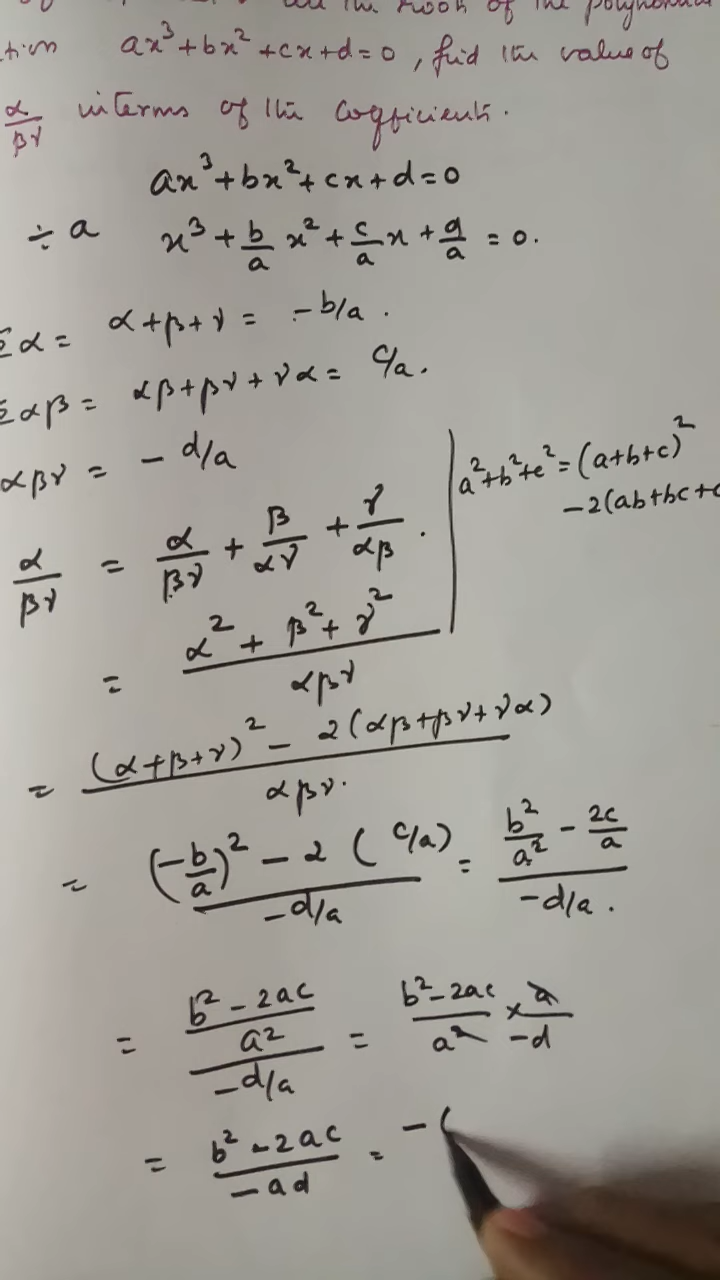 the roots of the polynomial
ax³+bx²+cx+d=0, find the value of
α/βγ in terms of the coefficients.
ax³+bx²+cx+d=0
÷ a x³+b/a x²+c/a x+d/a = 0.
Σα = α+β+γ = -b/a.
Σαβ = αβ+βγ+γα = c/a.
αβγ = -d/a
a²+b²+c² = (a+b+c)²
-2(ab+bc+c
α/βγ = α/βγ + β/αγ + γ/αβ.
= (α²+β²+γ²)/αβγ
= ((α+β+γ)² - 2(αβ+βγ+γα))/αβγ.
= ((-b/a)² - 2(c/a))/(-d/a) = (b²/a² - 2c/a)/(-d/a).
= ((b²-2ac)/a²)/(-d/a) = (b²-2ac)/a² × a/-d
= (b²-2ac)/-ad = -(